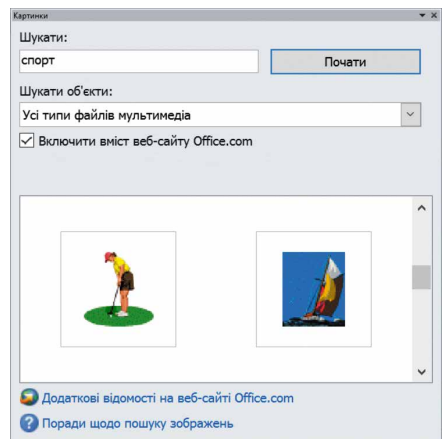 Картинки
Шукати:
спорт
Почати
Шукати об'єкти:
Усі типи файлів мультимедіа
Включити вміст веб-сайту Office.com
Додаткові відомості на веб-сайті Office.com
Поради щодо пошуку зображень